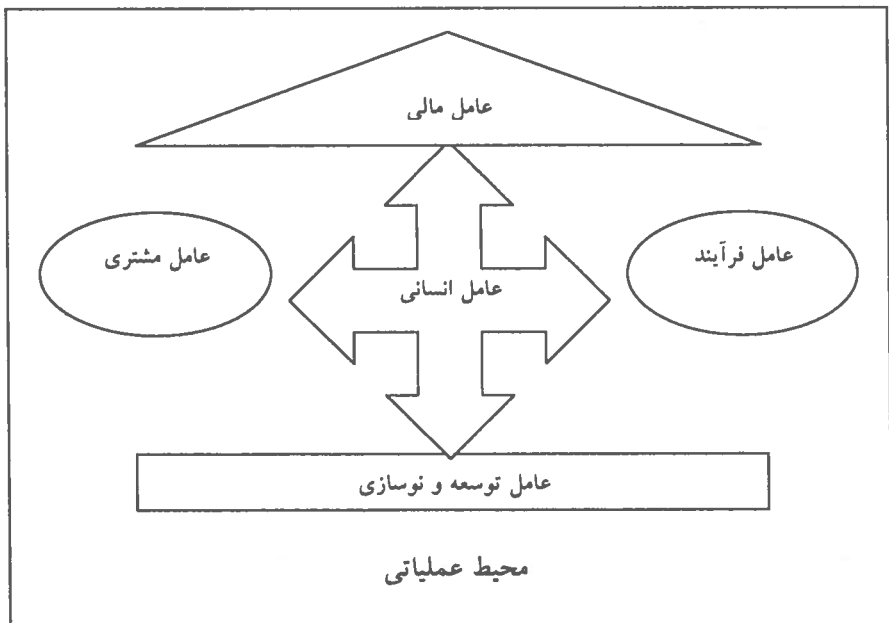 عامل مالی
عامل فرآیند
عامل مشتری
عامل انسانی
عامل توسعه و نوسازی
محیط عملیاتی